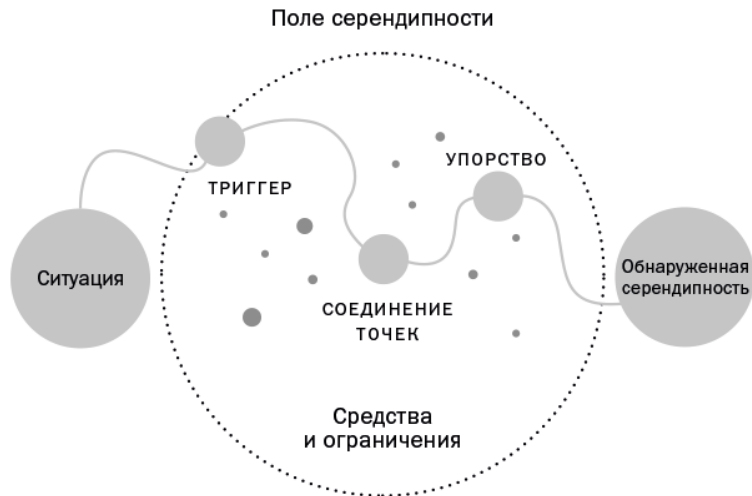 Поле серендипности
ТРИГГЕР
УПОРСТВО
Ситуация
СОЕДИНЕНИЕ
ТОЧЕК
Обнаруженная
серендипность
Средства
и ограничения